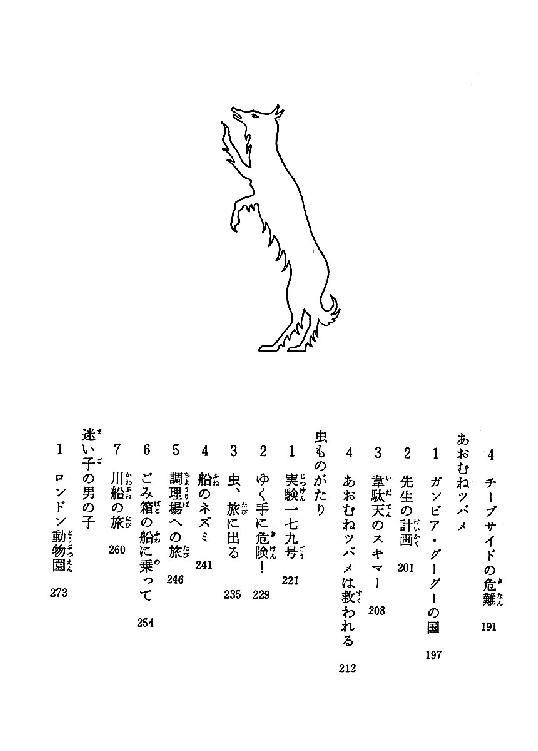 4 チープサイドの危難 191
あおむねツバメ
1 ガンビア・グーグーの国 197
2 先生の計画 201
3 韋駄天のスキマー 208
4 あおむねツバメは救われる 212
虫ものがたり
1 実験一七九号 221
2 ゆく手に危険! 229
3 虫、旅に出る 235
4 船のネズミ 241
5 調理場への旅 246
6 ごみ箱の船に乗って 254
7 川船の旅 260
迷い子の男の子
1 ロンドン動物園 273